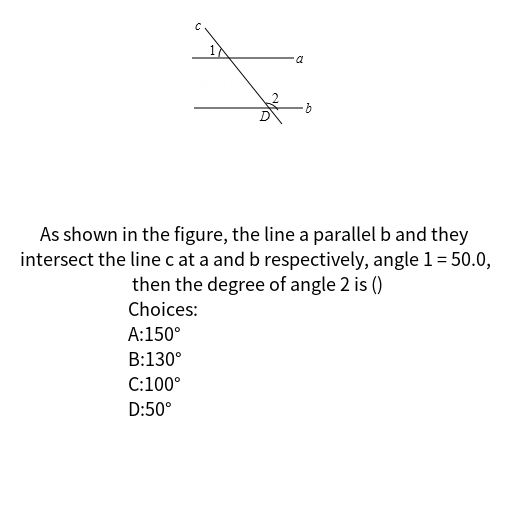 c
1
a
2
D
b
As shown in the figure, the line a parallel b and they
intersect the line c at a and b respectively, angle 1 = 50.0,
then the degree of angle 2 is ()
Choices:
A:150°
B:130°
C:100°
D:50°